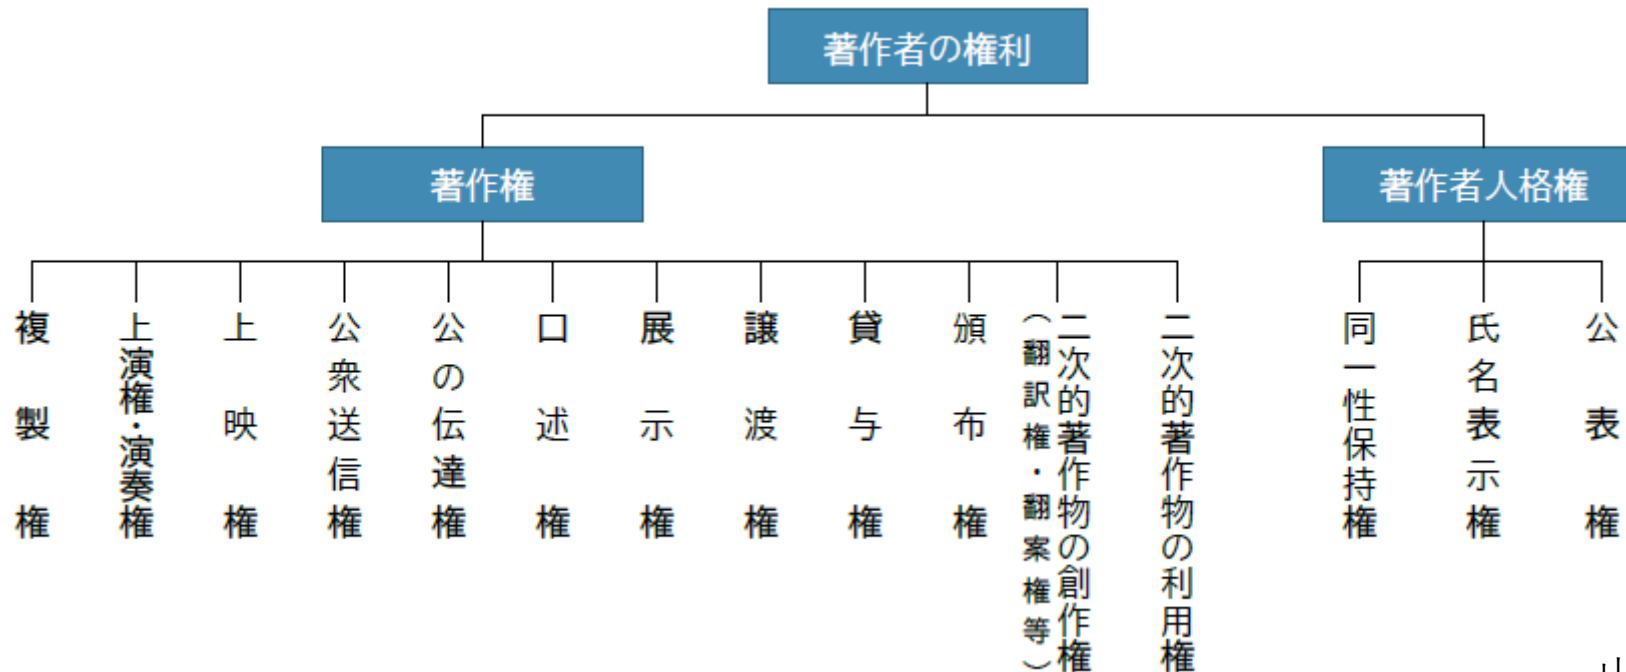 著作者の権利
著作権
著作者人格権
複製権
上演権・演奏権
上映権
公衆送信権
公の伝達権
口述権
展示権
譲渡権
貸与権
頒布権
二次的著作物の創作権
（翻訳権・翻案権等）
二次的著作物の利用権
同一性保持権
氏名表示権
公表権